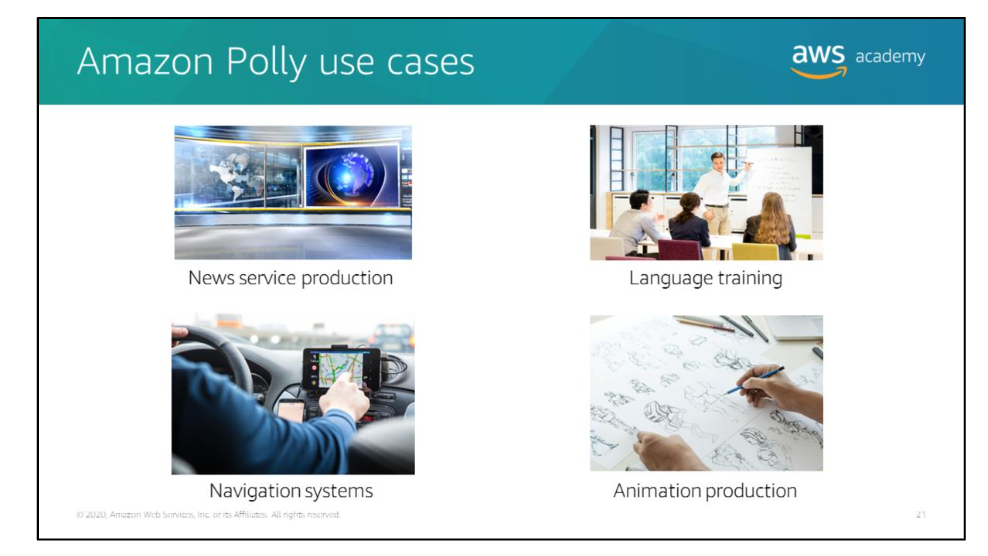 Amazon Polly use cases
aws academy
News service production
Language training
Navigation systems
Animation production
© 2020, Amazon Web Services, Inc. or its Affiliates. All rights reserved.
21